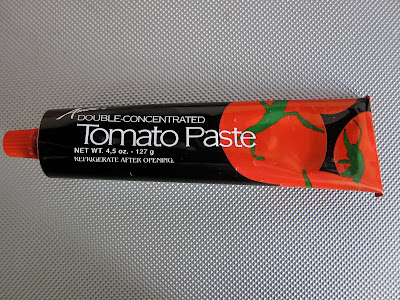 DOUBLE-CONCENTRATED
Tomato Paste
NET WT. 4.5 oz. - 127 g
REFRIGERATE AFTER OPENING.